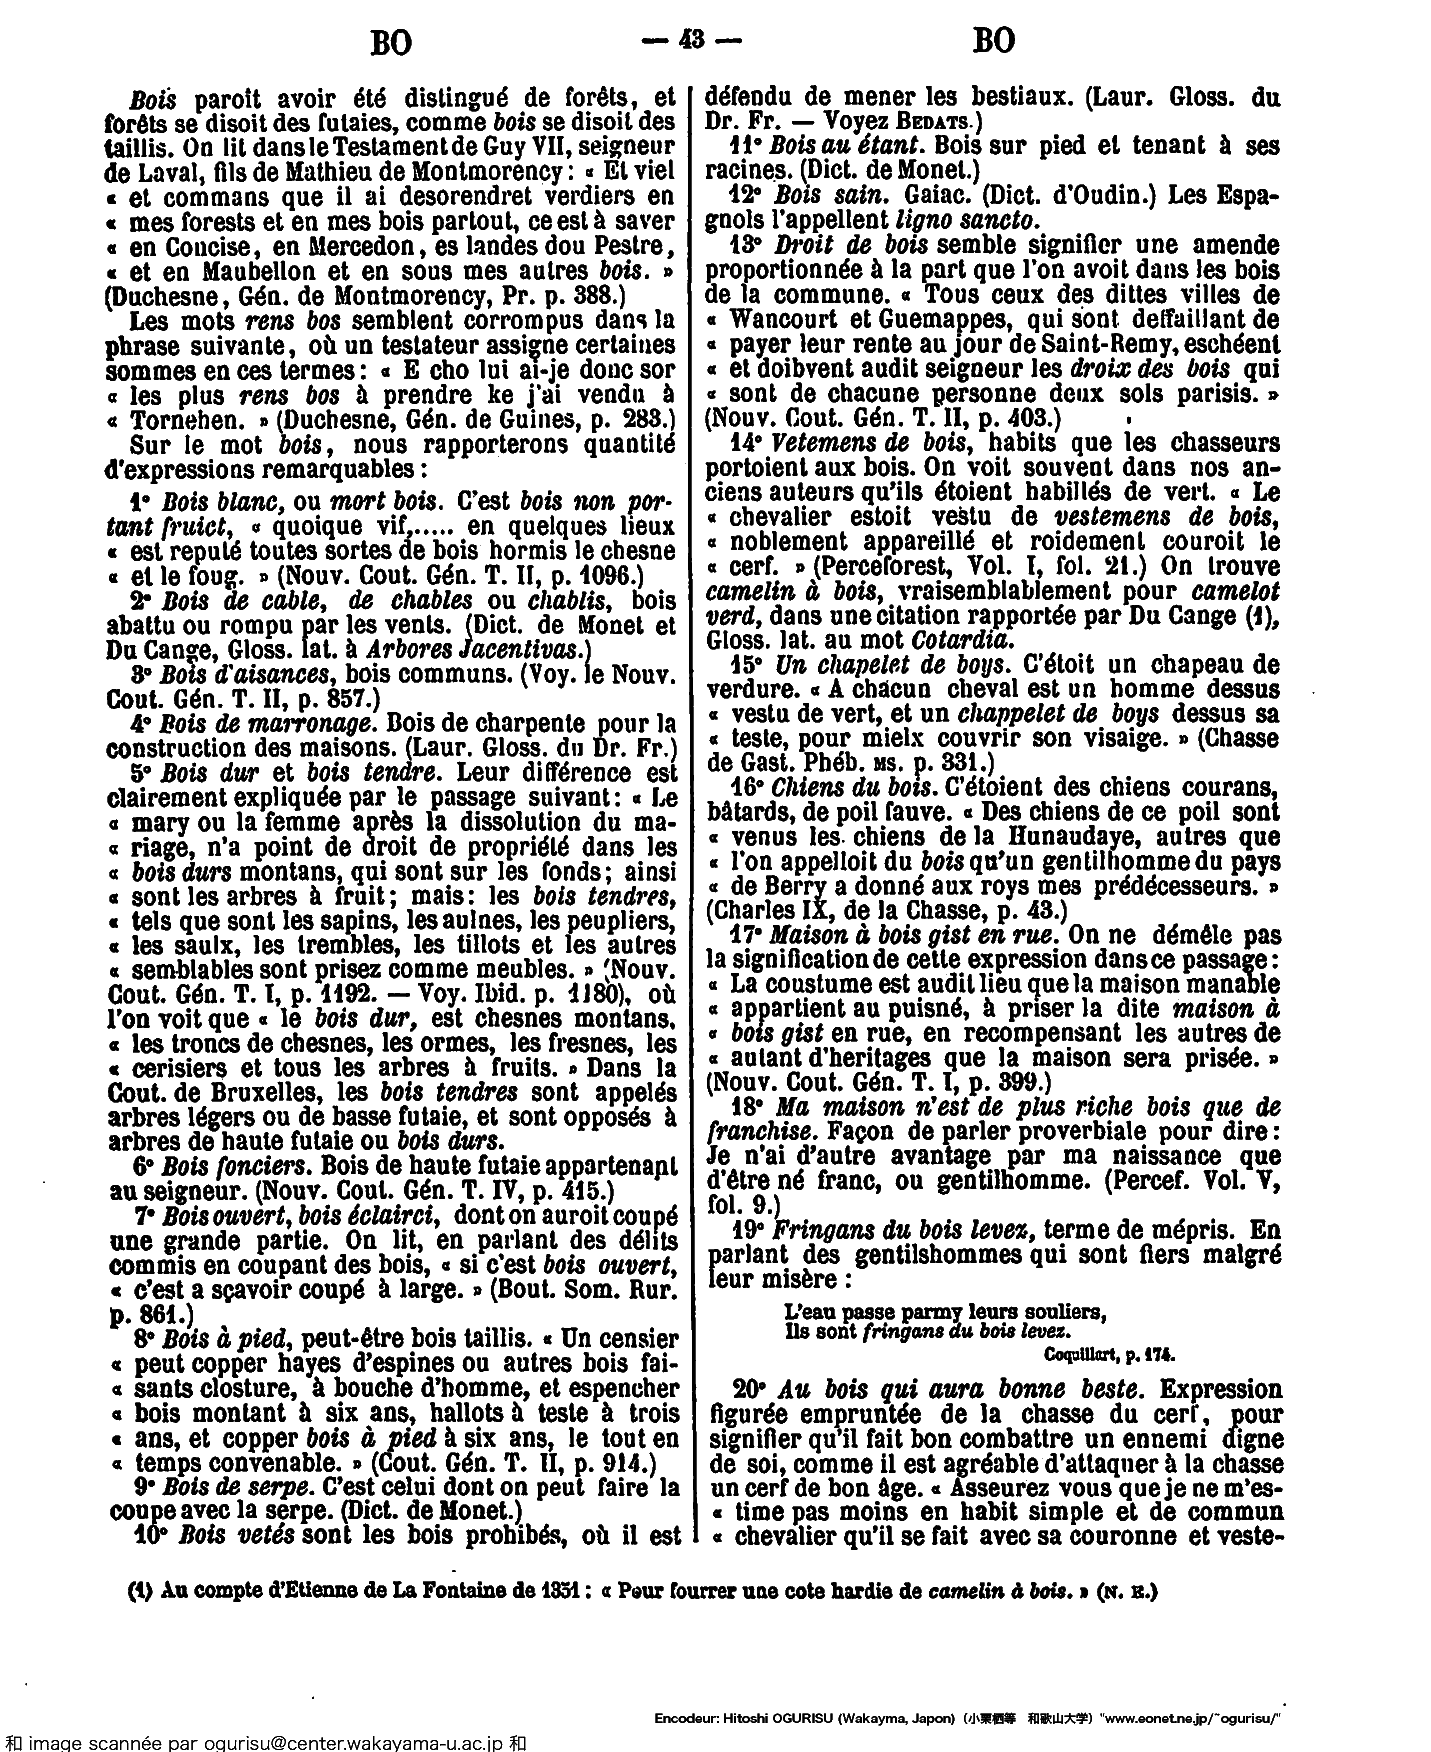 BO
— 43 —
BO
Bois paroit avoir été distingué de forêts, et
forêts se disoit des futaies, comme bois se disoit des
taillis. On lit dans le Testament de Guy VII, seigneur
de Laval, fils de Mathieu de Montmorency : « Et viel
« et commans que il ai desorendret verdiers en
« mes forests et en mes bois partout, ce est à saver
« en Concise, en Mercedon, es landes dou Pestre,
« et en Maubellon et en sous mes autres bois. »
(Duchesne, Gén. de Montmorency, Pr. p. 388.)
Les mots rens bos semblent corrompus dans la
phrase suivante, où un testateur assigne certaines
sommes en ces termes : « E cho lui ai-je donc sor
« les plus rens bos à prendre ke j'ai vendu à
« Tornehen. » (Duchesne, Gén. de Guines, p. 283.)
Sur le mot bois, nous rapporterons quantité
d'expressions remarquables :
1° Bois blanc, ou mort bois. C'est bois non por-
tant fruict, « quoique vif,..... en quelques lieux
« est reputé toutes sortes de bois hormis le chesne
« et le foug. » (Nouv. Cout. Gén. T. II, p. 1096.)
2° Bois de cable, de chables ou chablis, bois
abattu ou rompu par les vents. (Dict. de Monet et
Du Cange, Gloss. lat. à Arbores Jacentivas.)
3° Bois d'aisances, bois communs. (Voy. le Nouv.
Cout. Gén. T. II, p. 857.)
4° Bois de marronage. Bois de charpente pour la
construction des maisons. (Laur. Gloss. du Dr. Fr.)
5° Bois dur et bois tendre. Leur différence est
clairement expliquée par le passage suivant : « Le
« mary ou la femme après la dissolution du ma-
« riage, n'a point de droit de propriété dans les
« bois durs montans, qui sont sur les fonds ; ainsi
« sont les arbres à fruit ; mais : les bois tendres,
« tels que sont les sapins, les aulnes, les peupliers,
« les saulx, les trembles, les tillots et les autres
« semblables sont prisez comme meubles. » (Nouv.
Cout. Gén. T. I, p. 1192. — Voy. Ibid. p. 1180), où
l'on voit que « le bois dur, est chesnes montans,
« les troncs de chesnes, les ormes, les fresnes, les
« cerisiers et tous les arbres à fruits. » Dans la
Cout. de Bruxelles, les bois tendres sont appelés
arbres légers ou de basse futaie, et sont opposés à
arbres de haute futaie ou bois durs.
6° Bois fonciers. Bois de haute futaie appartenant
au seigneur. (Nouv. Cout. Gén. T. IV, p. 415.)
7° Bois ouvert, bois éclairci, dont on auroit coupé
une grande partie. On lit, en parlant des délits
commis en coupant des bois, « si c'est bois ouvert,
« c'est a sçavoir coupé à large. » (Bout. Som. Rur.
p. 861.)
8° Bois à pied, peut-être bois taillis. « Un censier
« peut copper hayes d'espines ou autres bois fai-
« sants closture, à bouche d'homme, et espencher
« bois montant à six ans, hallots à teste à trois
« ans, et copper bois à pied à six ans, le tout en
« temps convenable. » (Cout. Gén. T. II, p. 914.)
9° Bois de serpe. C'est celui dont on peut faire la
coupe avec la serpe. (Dict. de Monet.)
10° Bois vetés sont les bois prohibés, où il est
défendu de mener les bestiaux. (Laur. Gloss. du
Dr. Fr. — Voyez BEDATS.)
11° Bois au étant. Bois sur pied et tenant à ses
racines. (Dict. de Monet.)
12° Bois sain. Gaiac. (Dict. d'Oudin.) Les Espa-
gnols l'appellent ligno sancto.
13° Droit de bois semble signifier une amende
proportionnée à la part que l'on avoit dans les bois
de la commune. « Tous ceux des dittes villes de
« Wancourt et Guemappes, qui sont deffaillant de
« payer leur rente au jour de Saint-Remy, eschéent
« et doibvent audit seigneur les droix des bois qui
« sont de chacune personne deux sols parisis. »
(Nouv. Cout. Gén. T. II, p. 403.)
14° Vetemens de bois, habits que les chasseurs
portoient aux bois. On voit souvent dans nos an-
ciens auteurs qu'ils étoient habillés de vert. « Le
« chevalier estoit vestu de vestemens de bois,
« noblement appareillé et roidement couroit le
« cerf. » (Perceforest, Vol. I, fol. 21.) On trouve
camelin à bois, vraisemblablement pour camelot
verd, dans une citation rapportée par Du Cange (1),
Gloss. lat. au mot Cotardia.
15° Un chapelet de boys. C'étoit un chapeau de
verdure. « A chacun cheval est un homme dessus
« vestu de vert, et un chappelet de boys dessus sa
« teste, pour mielx couvrir son visaige. » (Chasse
de Gast. Phéb. MS. p. 331.)
16° Chiens du bois. C'étoient des chiens courans,
bâtards, de poil fauve. « Des chiens de ce poil sont
« venus les chiens de la Hunaudaye, autres que
« l'on appelloit du bois qu'un gentilhomme du pays
« de Berry a donné aux roys mes prédécesseurs. »
(Charles IX, de la Chasse, p. 43.)
17° Maison à bois gist en rue. On ne démêle pas
la signification de cette expression dans ce passage :
« La coustume est audit lieu que la maison manable
« appartient au puisné, à priser la dite maison à
« bois gist en rue, en recompensant les autres de
« autant d'heritages que la maison sera prisée. »
(Nouv. Cout. Gén. T. I, p. 399.)
18° Ma maison n'est de plus riche bois que de
franchise. Façon de parler proverbiale pour dire :
Je n'ai d'autre avantage par ma naissance que
d'être né franc, ou gentilhomme. (Percef. Vol. V,
fol. 9.)
19° Fringans du bois levez, terme de mépris. En
parlant des gentilshommes qui sont fiers malgré
leur misère :
L'eau passe parmy leurs souliers,
Ils sont fringans du bois levez.
Coquillart, p. 174.
20° Au bois qui aura bonne beste. Expression
figurée empruntée de la chasse du cerf, pour
signifier qu'il fait bon combattre un ennemi digne
de soi, comme il est agréable d'attaquer à la chasse
un cerf de bon âge. « Asseurez vous que je ne m'es-
« time pas moins en habit simple et de commun
« chevalier qu'il se fait avec sa couronne et veste-
(1) Au compte d'Etienne de La Fontaine de 1351 : « Pour fourrer une cote hardie de camelin à bois. » (N. E.)
Encodeur: Hitoshi OGURISU (Wakayma, Japon) (小栗栖等 和歌山大学) "www.eonet.ne.jp/~ogurisu/"
和 image scannée par ogurisu@center.wakayama-u.ac.jp 和